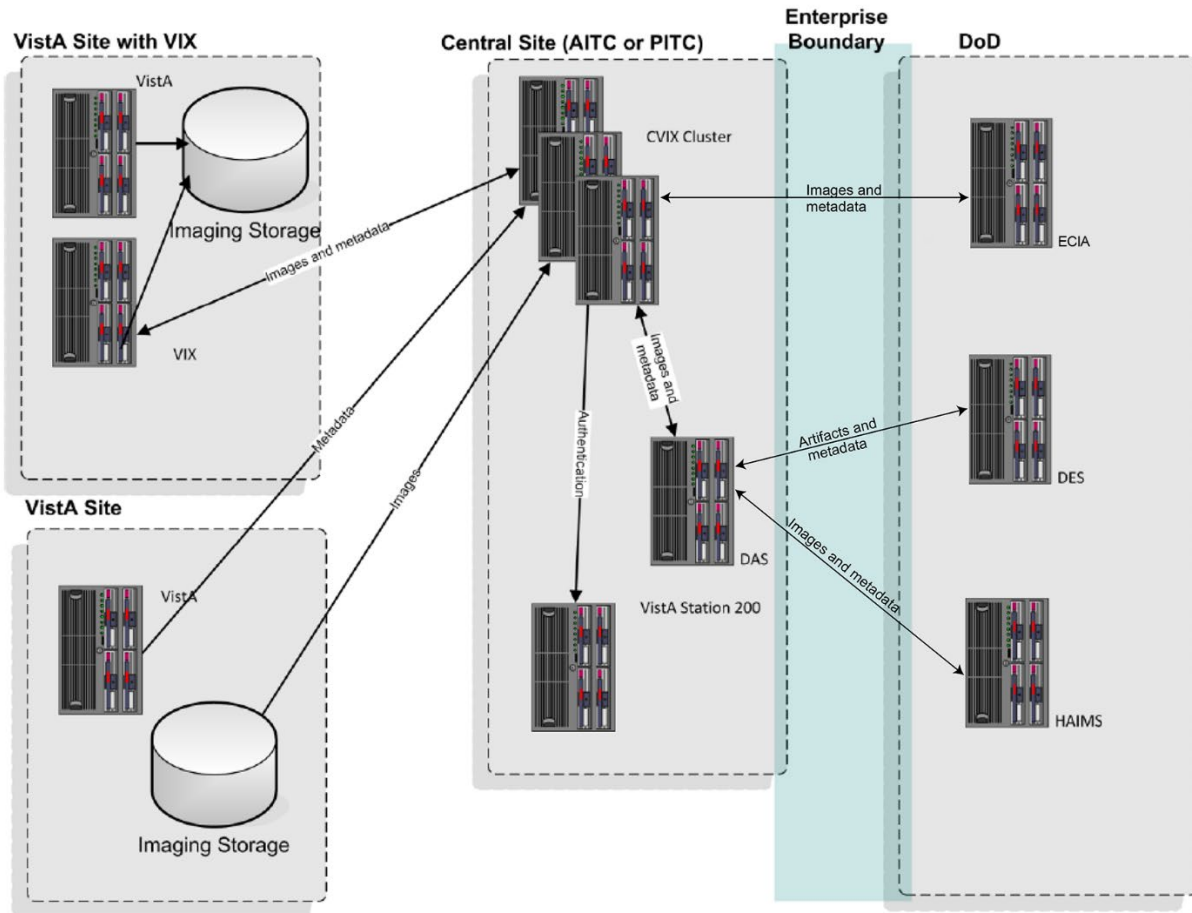 Enterprise
Boundary
VistA Site with VIX
Central Site (AITC or PITC)
DoD
VistA
CVIX Cluster
Imaging Storage
Images and metadata
VIX
Images and
metadata
ECIA
Images and
metadata
Metadata
Images
Authentication
Artifacts and
metadata
DES
VistA Site
DAS
Images and metadata
VistA
VistA Station 200
HAIMS
Imaging Storage